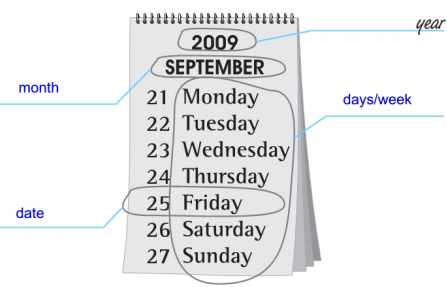 year
2009
SEPTEMBER
month
21 Monday
days/week
22 Tuesday
23 Wednesday
24 Thursday
25 Friday
date
26 Saturday
27 Sunday